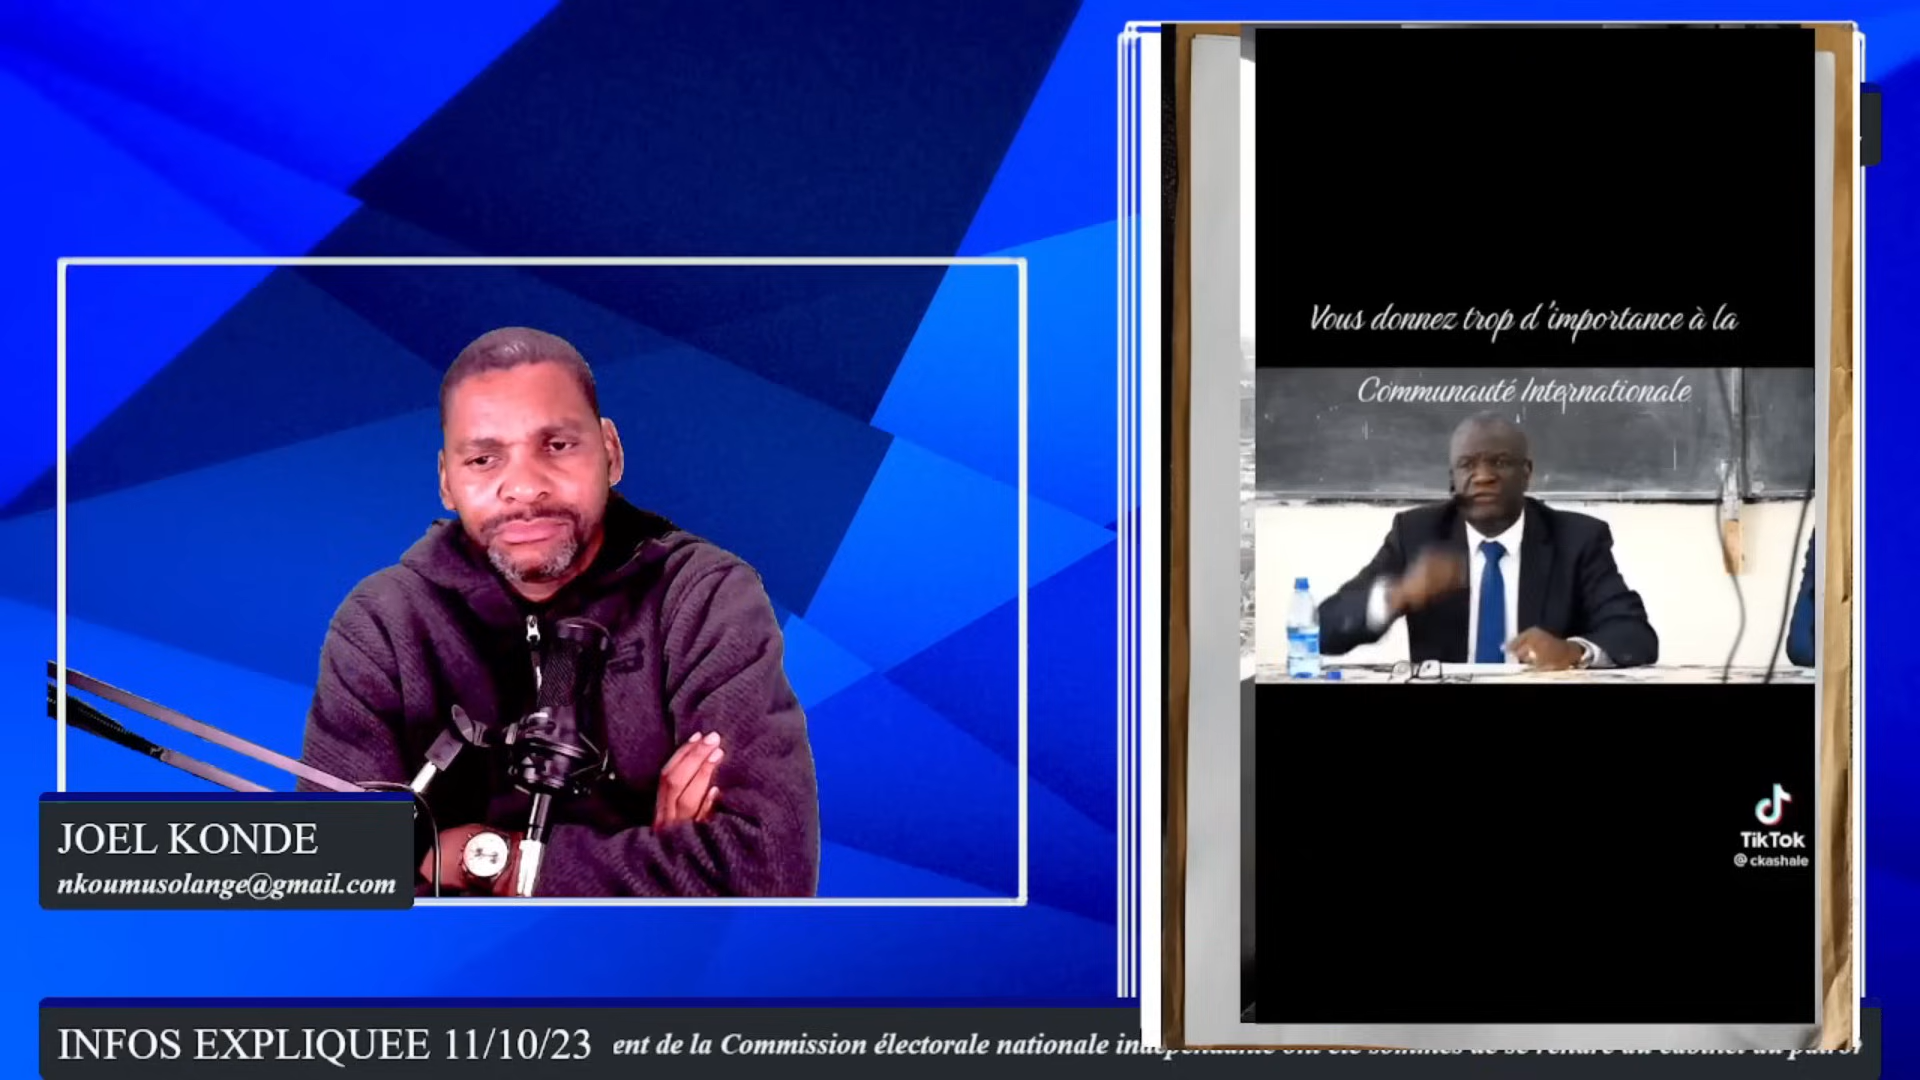 Vous donnez trop d'importance à la
Communauté Internationale
TikTok
@ckashale
JOEL KONDE
nkoumusolange@gmail.com
INFOS EXPLIQUEE 11/10/23
ent de la Commission électorale nationale